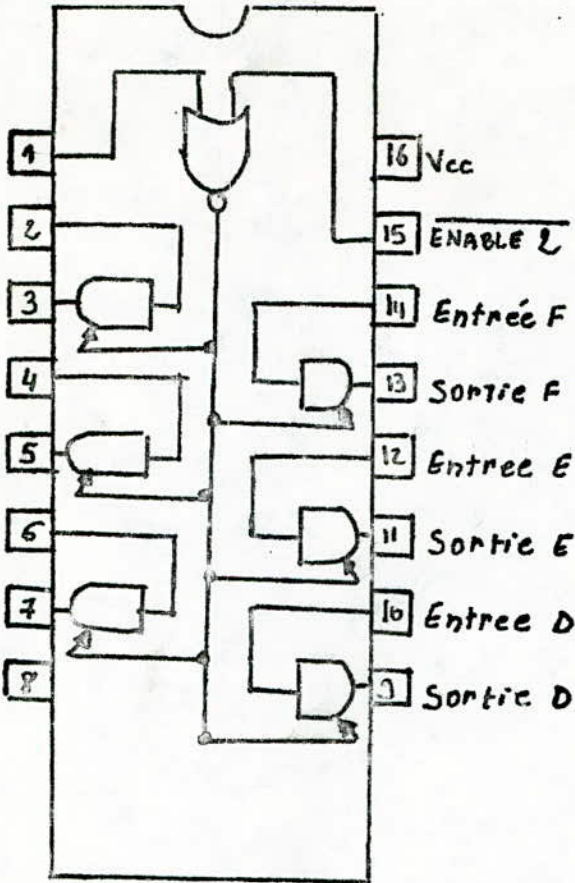 1
2
3
4
5
6
7
8
16 Vcc
15 ENABLE 2
14 Entrée F
13 Sortie F
12 Entree E
11 Sortie E
10 Entree D
9 Sortie D